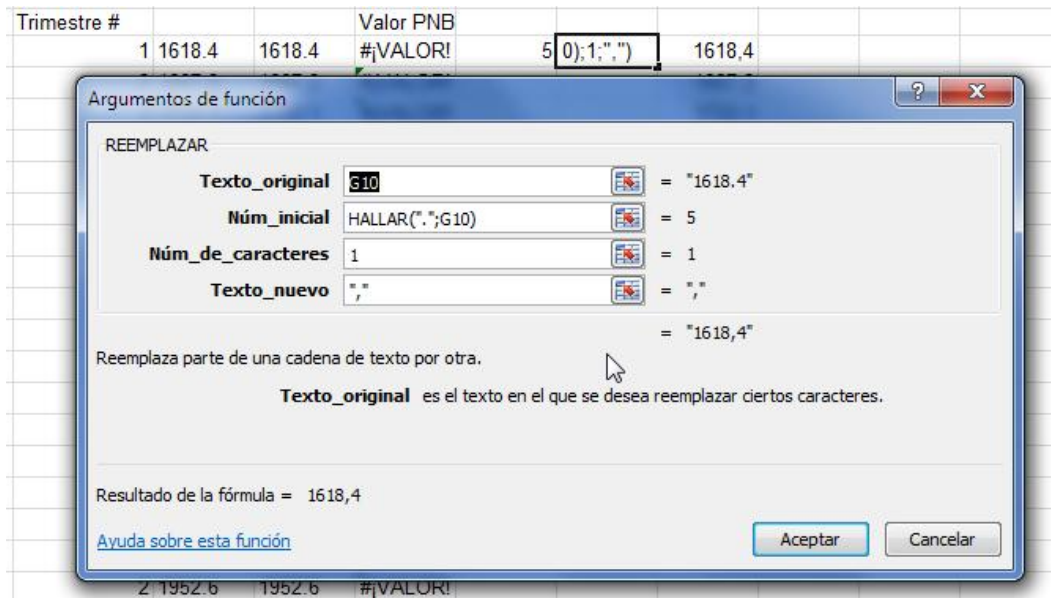 Trimestre # Valor PNB
1 1618.4 1618.4 #¡VALOR! 5 0);1;",") 1618,4
Argumentos de función
REEMPLAZAR
Texto_original G10 = "1618.4"
Núm_inicial HALLAR(".";G10) = 5
Núm_de_caracteres 1 = 1
Texto_nuevo "," = ","
= "1618,4"
Reemplaza parte de una cadena de texto por otra.
Texto_original es el texto en el que se desea reemplazar ciertos caracteres.
Resultado de la fórmula = 1618,4
Ayuda sobre esta función Aceptar Cancelar
2 1952.6 1952.6 #¡VALOR!